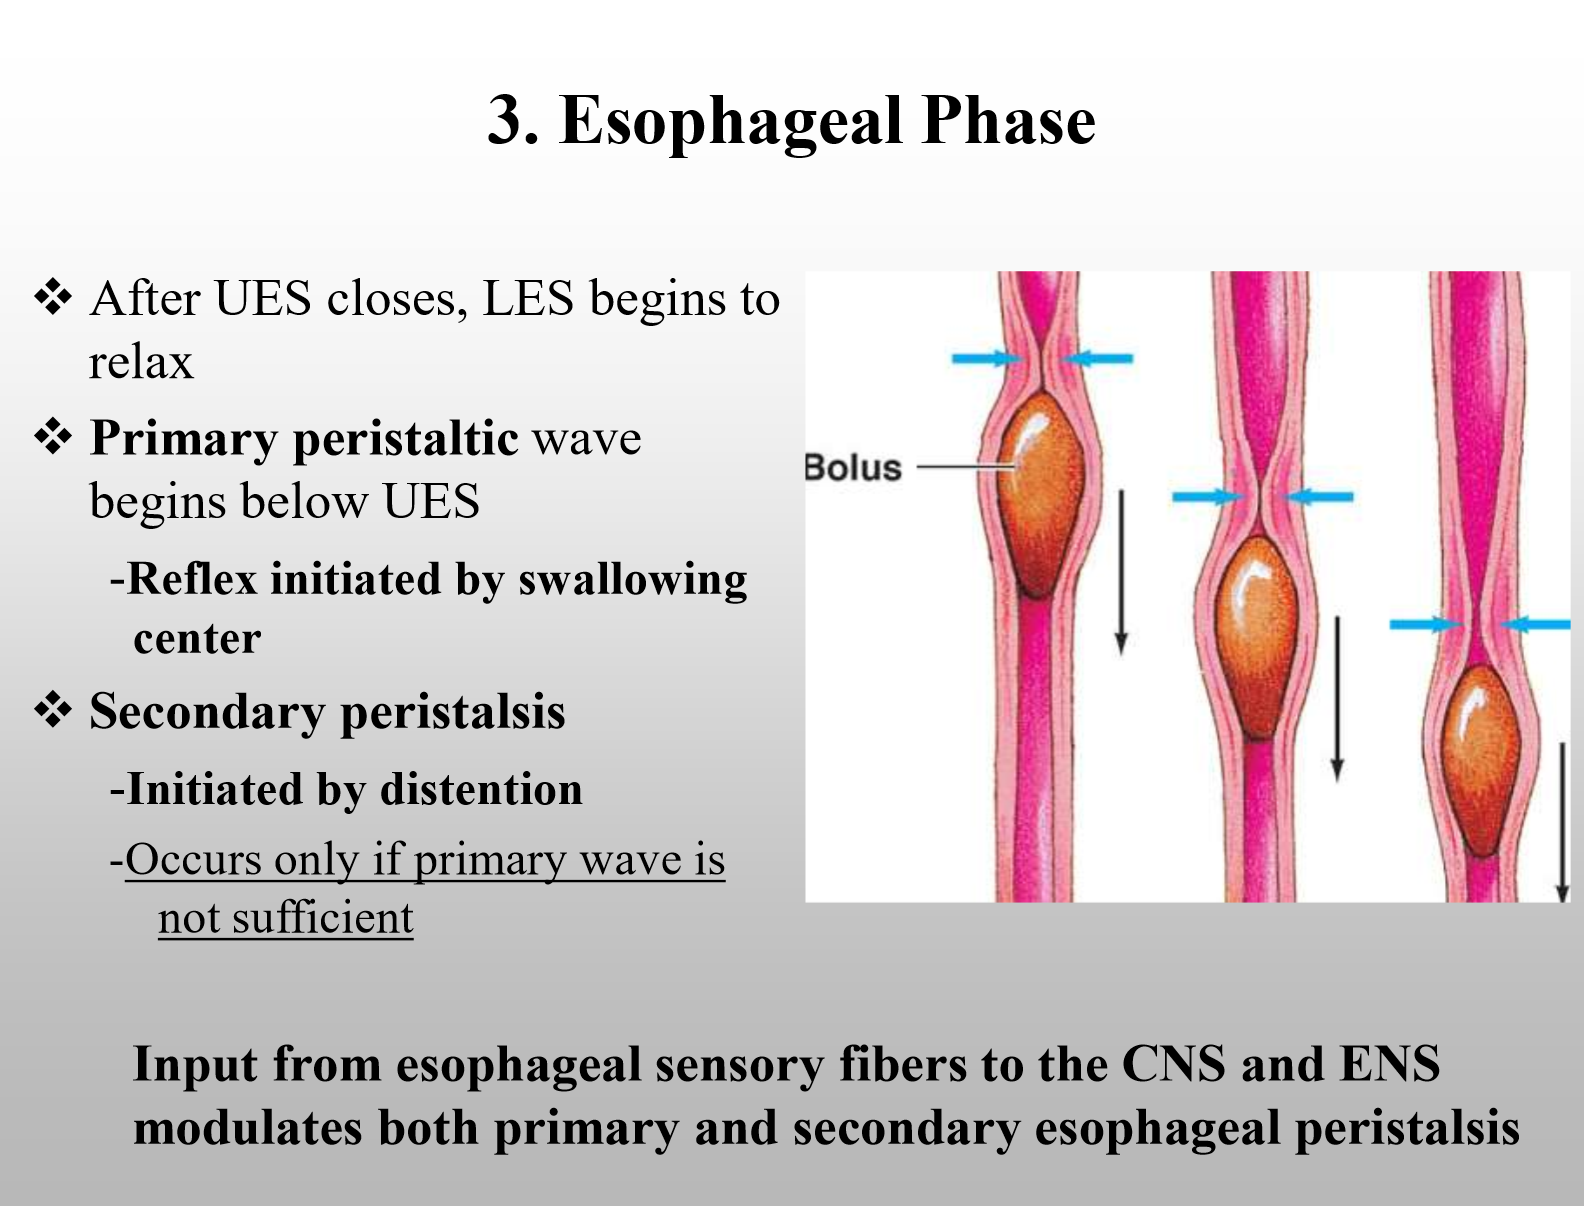 3. Esophageal Phase
❖ After UES closes, LES begins to
relax
❖ Primary peristaltic wave
begins below UES
-Reflex initiated by swallowing
center
❖ Secondary peristalsis
-Initiated by distention
-Occurs only if primary wave is
not sufficient
Bolus
Input from esophageal sensory fibers to the CNS and ENS
modulates both primary and secondary esophageal peristalsis